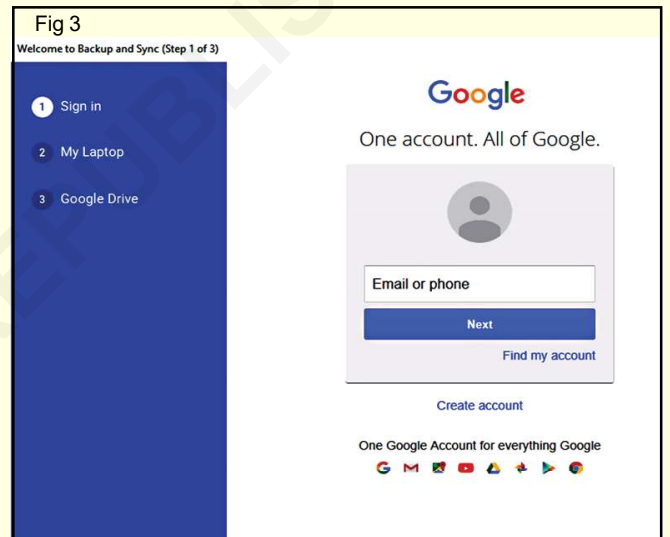 Fig 3
Welcome to Backup and Sync (Step 1 of 3)
1 Sign in
2 My Laptop
3 Google Drive
Google
One account. All of Google.
Email or phone
Next
Find my account
Create account
One Google Account for everything Google